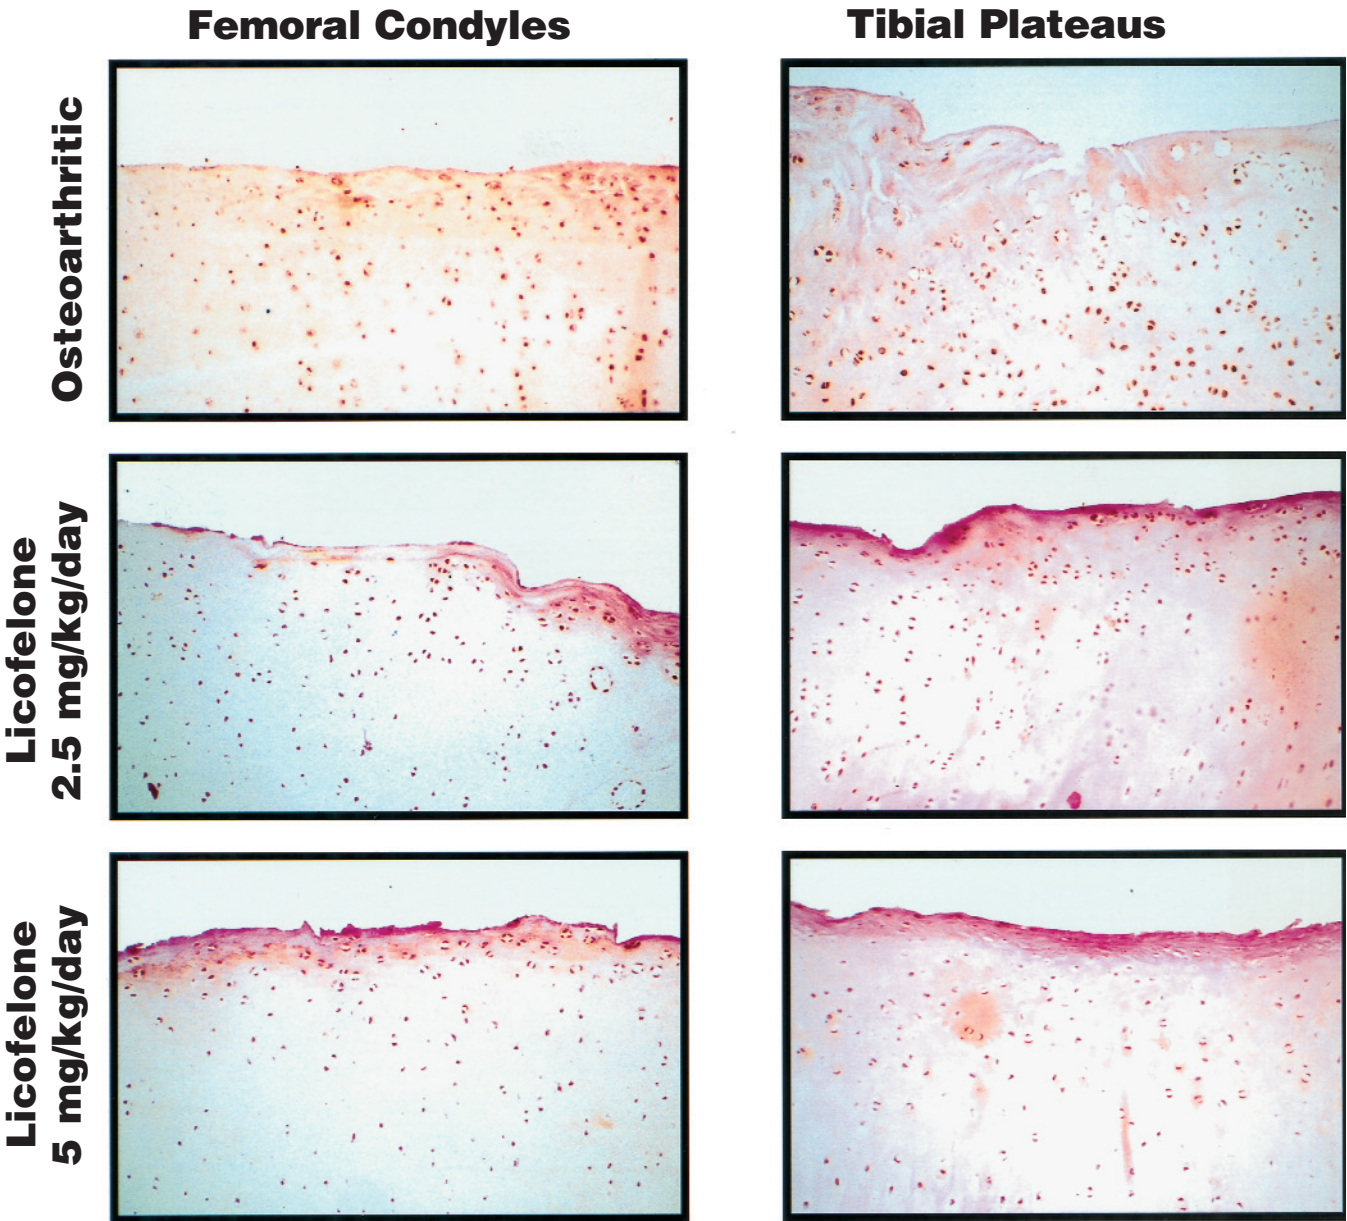 Femoral Condyles
Tibial Plateaus
Osteoarthritic
Licofelone
2.5 mg/kg/day
Licofelone
5 mg/kg/day